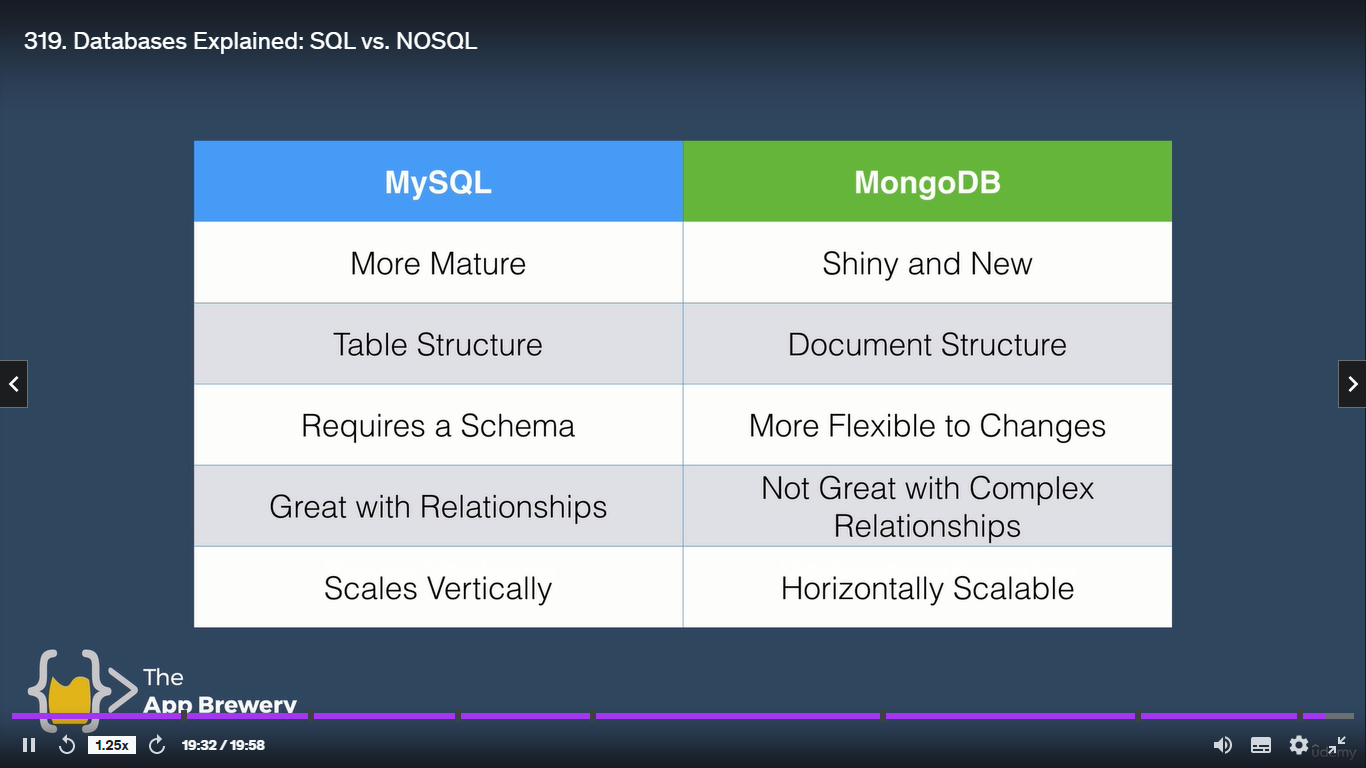 319. Databases Explained: SQL vs. NOSQL
MySQL MongoDB
More Mature Shiny and New
Table Structure Document Structure
Requires a Schema More Flexible to Changes
Great with Relationships Not Great with Complex
Relationships
Scales Vertically Horizontally Scalable
The
App Brewery
1.25x 19:32 / 19:58
ûdemy